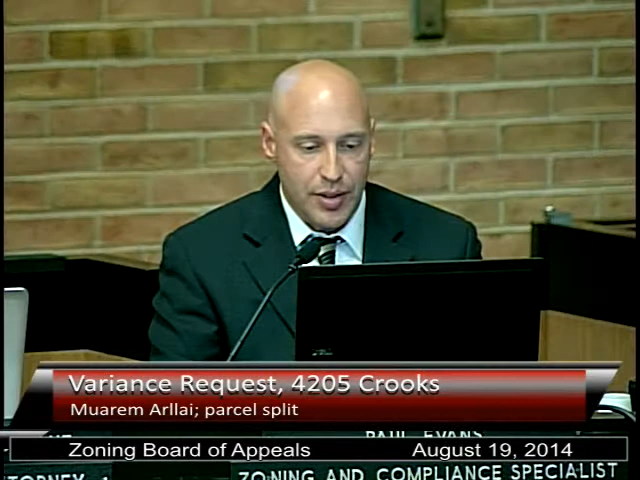 Variance Request, 4205 Crooks
Muarem Arllai; parcel split
PAUL EVANS
Zoning Board of Appeals August 19, 2014
ZONING AND COMPLIANCE SPECIALIST